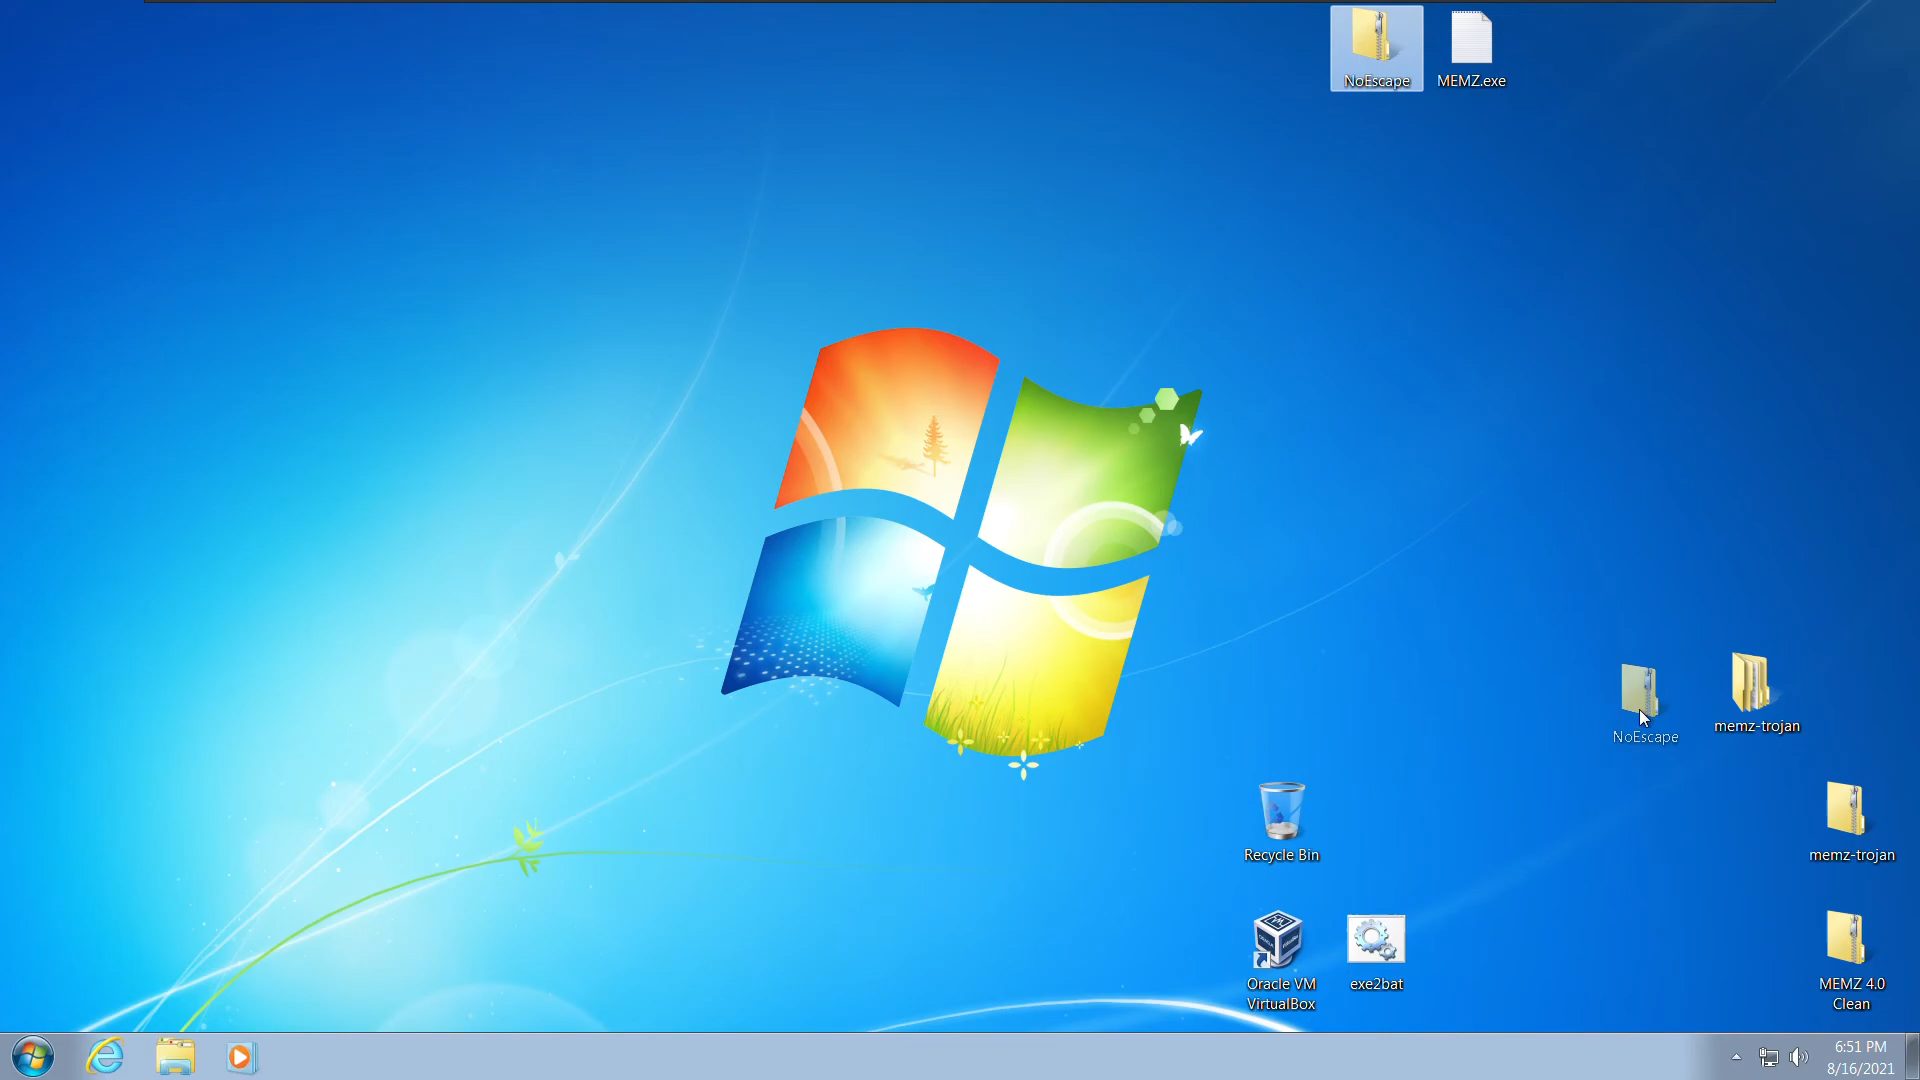 NoEscape
MEMZ.exe
NoEscape
memz-trojan
Recycle Bin
memz-trojan
Oracle VM
VirtualBox
exe2bat
MEMZ 4.0
Clean
6:51 PM
8/16/2021